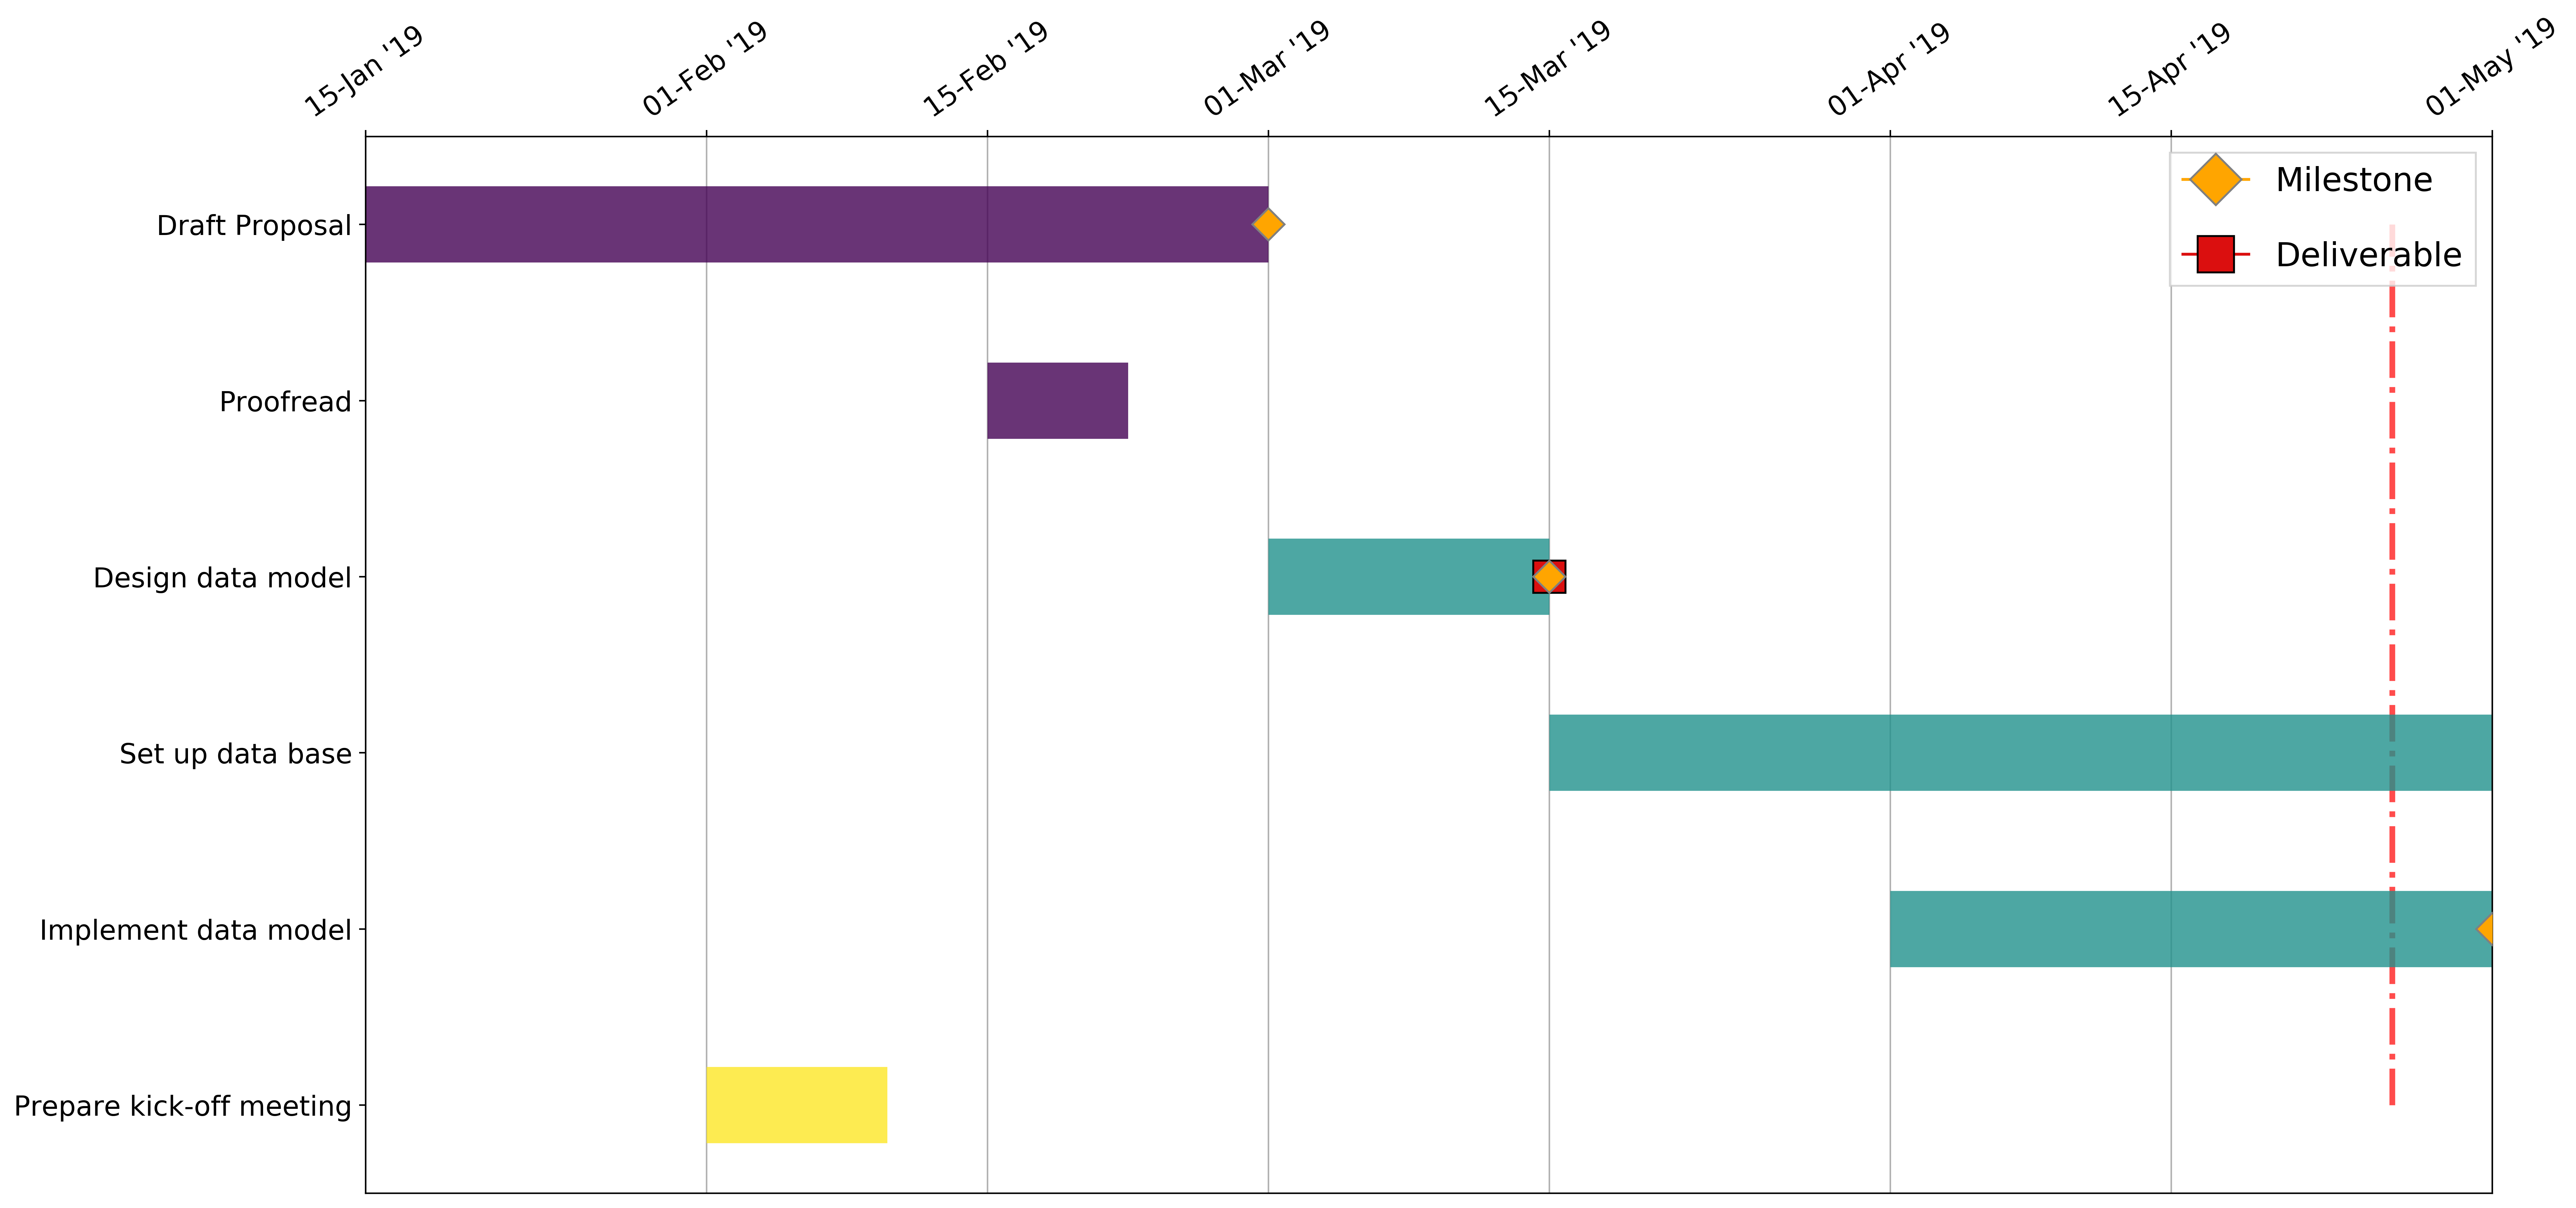 15-Jan '19
01-Feb '19
15-Feb '19
01-Mar '19
15-Mar '19
01-Apr '19
15-Apr '19
01-May '19
Milestone
Deliverable
Draft Proposal
Proofread
Design data model
Set up data base
Implement data model
Prepare kick-off meeting